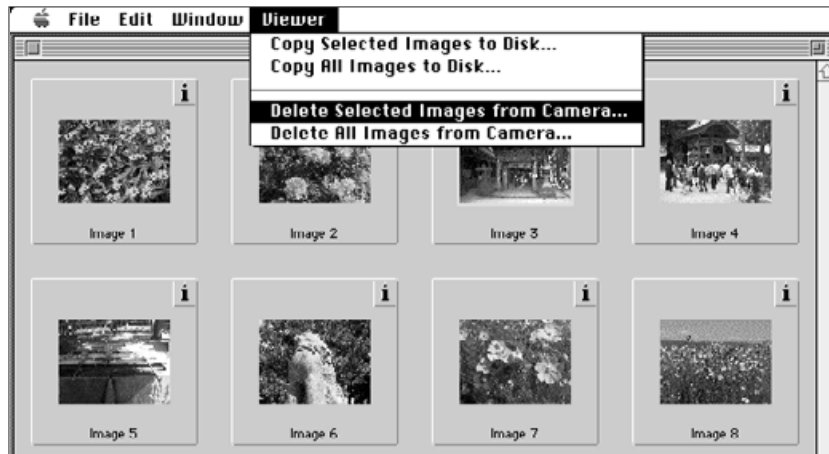 File Edit Window Viewer
Copy Selected Images to Disk...
Copy All Images to Disk...
Delete Selected Images from Camera...
Delete All Images from Camera...
i
Image 1 Image 2 Image 3 Image 4
i i i i
Image 5 Image 6 Image 7 Image 8